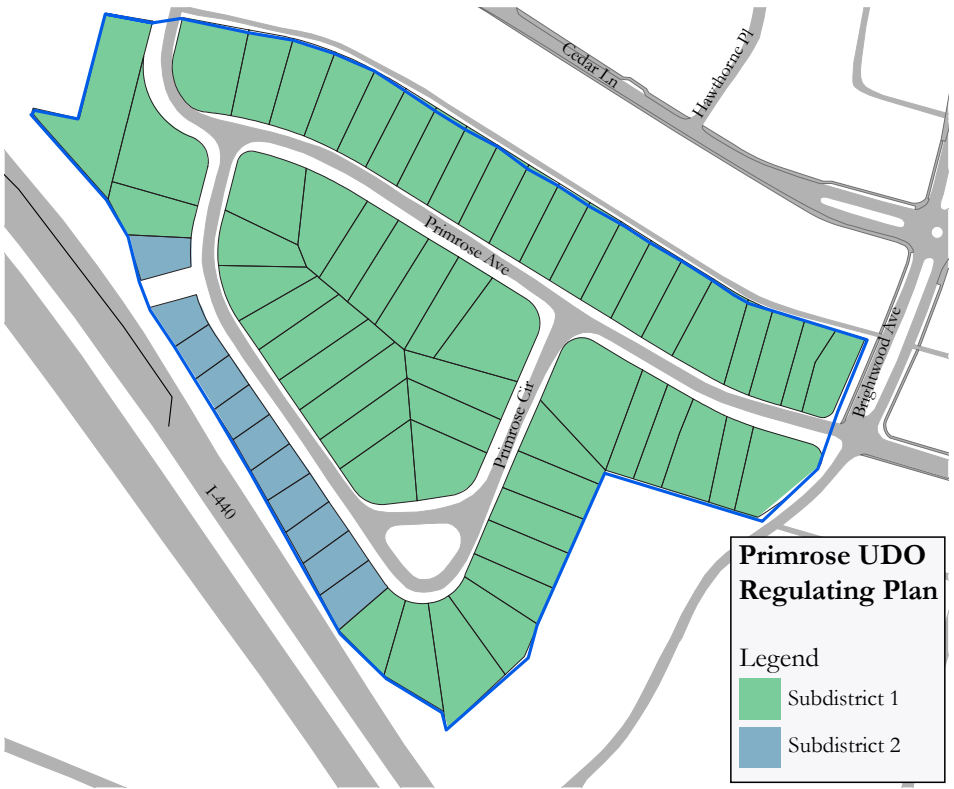 Cedar Ln
Hawthorne Pl
Primrose Ave
Brightwood Ave
Primrose Cir
I-440
Primrose UDO
Regulating Plan
Legend
Subdistrict 1
Subdistrict 2